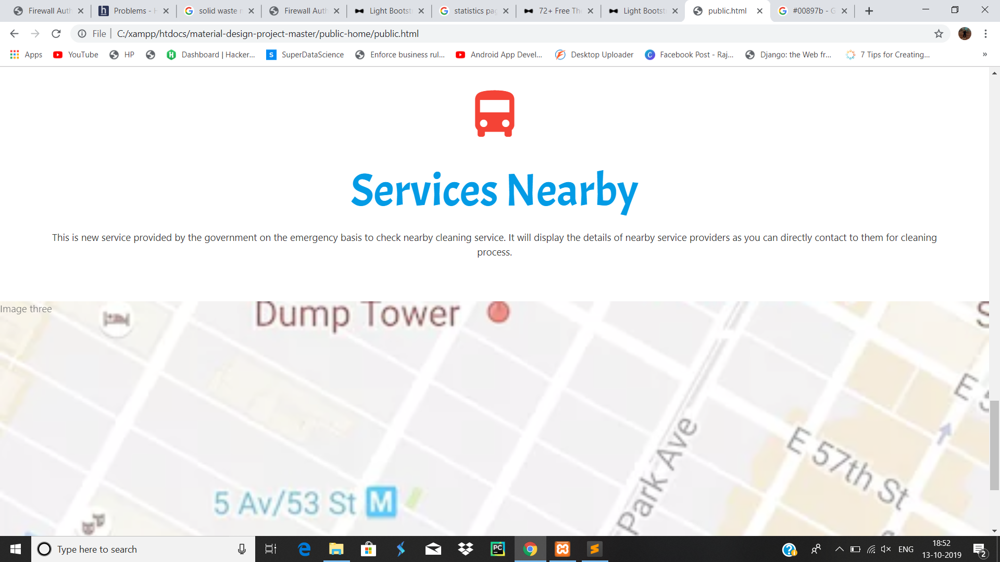 Firewall Auth
Problems - H
solid waste m
Firewall Auth
Light Bootst
statistics pag
72+ Free The
Light Bootst
public.html
#00897b - G
File
C:/xampp/htdocs/material-design-project-master/public-home/public.html
Apps
YouTube
HP
Dashboard | Hacker...
SuperDataScience
Enforce business rul...
Android App Devel...
Desktop Uploader
Facebook Post - Raj...
Django: the Web fr...
7 Tips for Creating...
»
Services Nearby
This is new service provided by the government on the emergency basis to check nearby cleaning service. It will display the details of nearby service providers as you can directly contact to them for cleaning
process.
Image three
Dump Tower
S
E 5
Park Ave
E 57th St
5 Av/53 St M
Type here to search
PC
ENG
18:52
13-10-2019
2